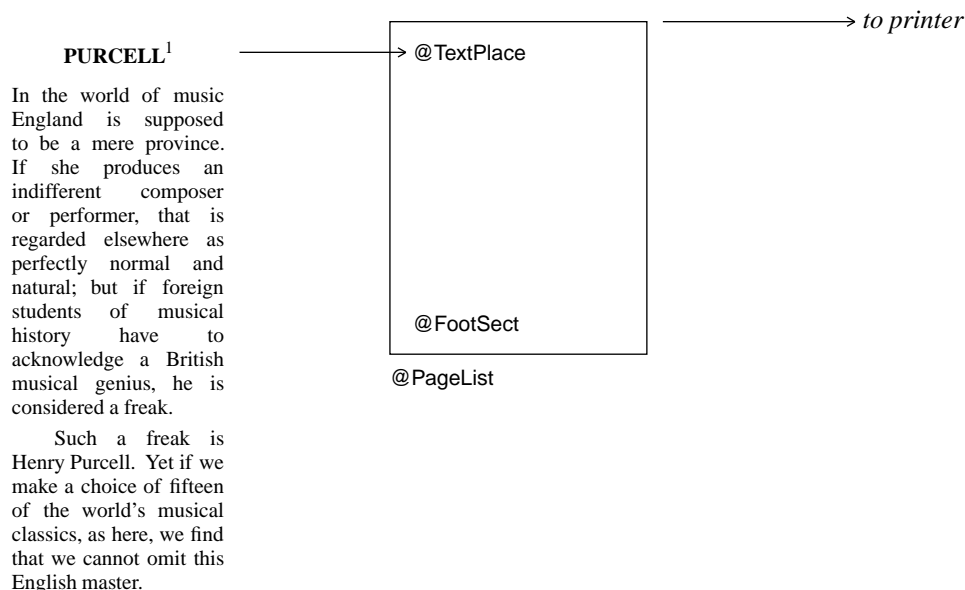 PURCELL1
In the world of music
England is supposed
to be a mere province.
If she produces an
indifferent composer
or performer, that is
regarded elsewhere as
perfectly normal and
natural; but if foreign
students of musical
history have to
acknowledge a British
musical genius, he is
considered a freak.
Such a freak is
Henry Purcell. Yet if we
make a choice of fifteen
of the world's musical
classics, as here, we find
that we cannot omit this
English master.
@TextPlace
@FootSect
@PageList
to printer